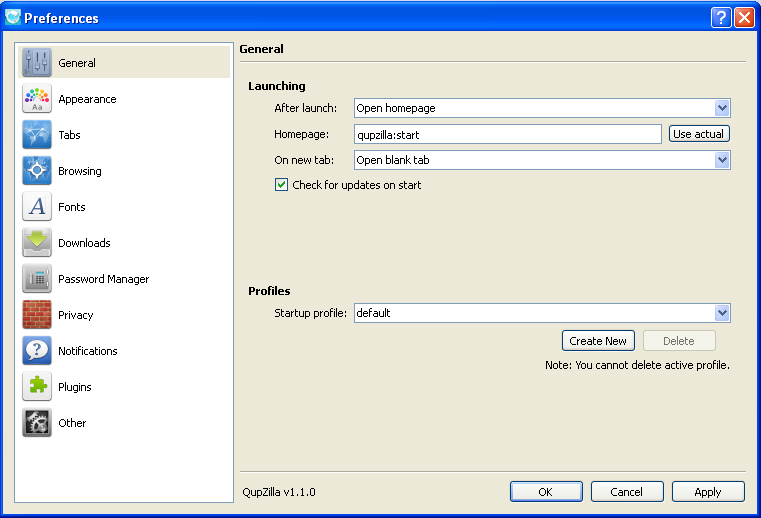 Preferences
General
Appearance
Aa
Tabs
Browsing
A
Fonts
Downloads
Password Manager
Privacy
?
Notifications
Plugins
Other
General
Launching
After launch: Open homepage
Homepage: qupzilla:start Use actual
On new tab: Open blank tab
Check for updates on start
Profiles
Startup profile: default
Create New Delete
Note: You cannot delete active profile.
QupZilla v1.1.0 OK Cancel Apply